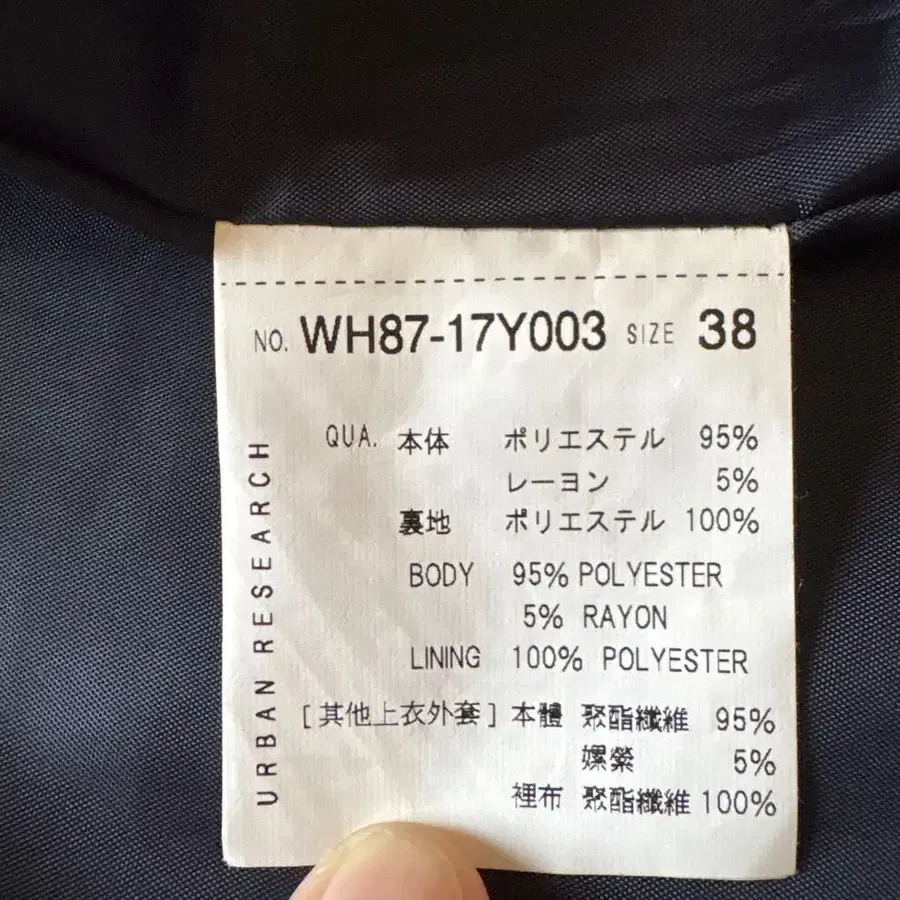 NO. WH87-17Y003 SIZE 38
QUA. 本体 ポリエステル 95%
レーヨン 5%
裏地 ポリエステル 100%
BODY 95% POLYESTER
5% RAYON
LINING 100% POLYESTER
[其他上衣外套] 本體 聚酯纖維 95%
嫘縈 5%
裡布 聚酯纖維 100%
URBAN RESEARCH